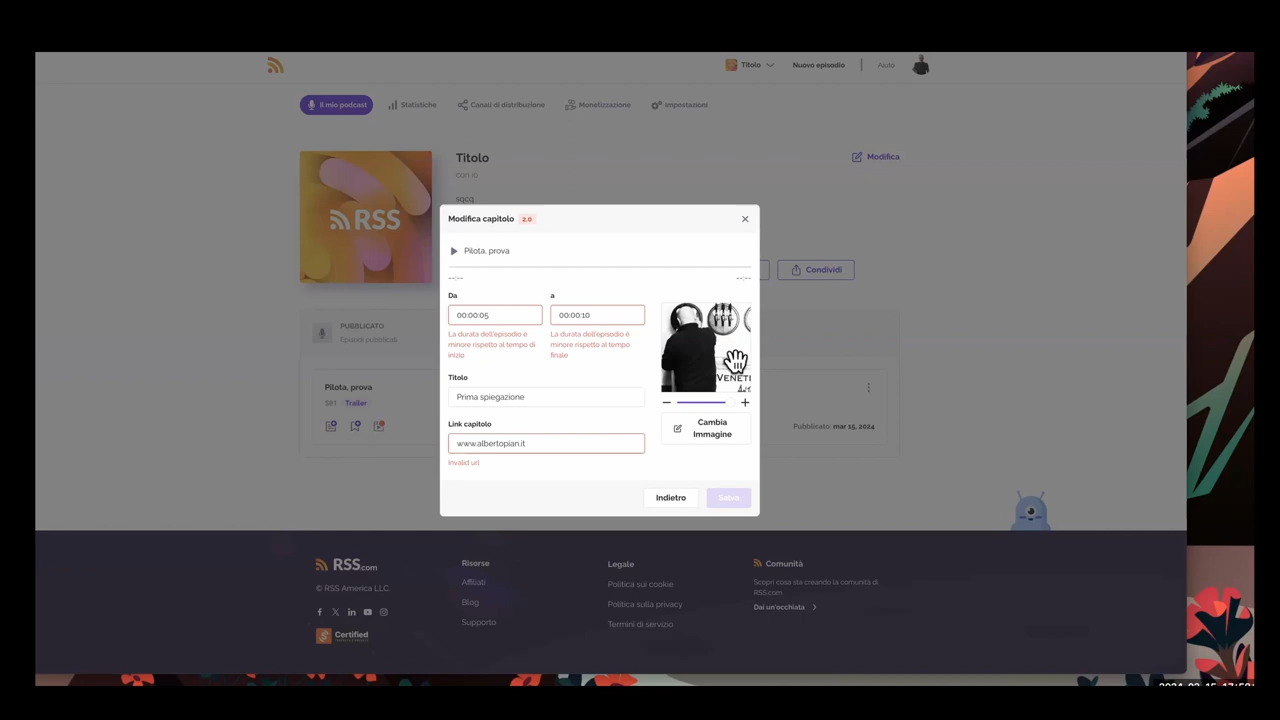 Titolo
Nuovo episodio
Aiuto
Il mio podcast
Statistiche
Canali di distribuzione
Monetizzazione
Impostazioni
RSS
Titolo
Modifica
con io
sqcq
Modifica capitolo 2.0
Pilota, prova
--:--
--:--
Da
a
00:00:05
00:00:10
La durata dell'episodio è
minore rispetto al tempo di
inizio
La durata dell'episodio è
minore rispetto al tempo
finale
VENETI
Titolo
Prima spiegazione
Cambia
Immagine
Link capitolo
www.albertopian.it
Invalid url
Indietro
Salva
Condividi
PUBBLICATO
Episodi pubblicati
Pilota, prova
S81 Trailer
Pubblicato: mar 15, 2024
RSS.com
© RSS America LLC.
Certified
Risorse
Affiliati
Blog
Supporto
Legale
Politica sui cookie
Politica sulla privacy
Termini di servizio
Comunità
Scopri cosa sta creando la comunità di
RSS.com
Dai un'occhiata